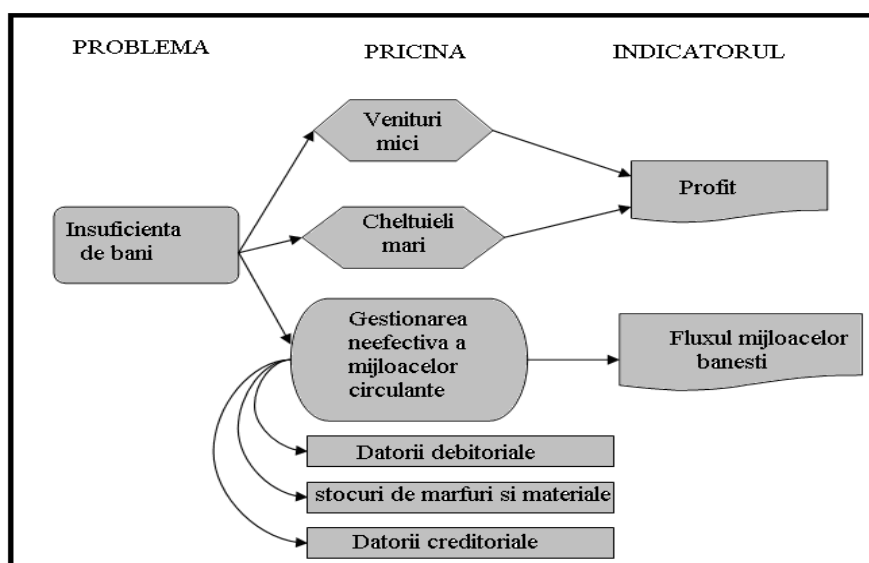 PROBLEMA
PRICINA
INDICATORUL
Venituri
mici
Profit
Insuficienta
de bani
Cheltuieli
mari
Gestionarea
neefectiva a
mijloacelor
circulante
Fluxul mijloacelor
banesti
Datorii debitoriale
stocuri de marfuri si materiale
Datorii creditoriale